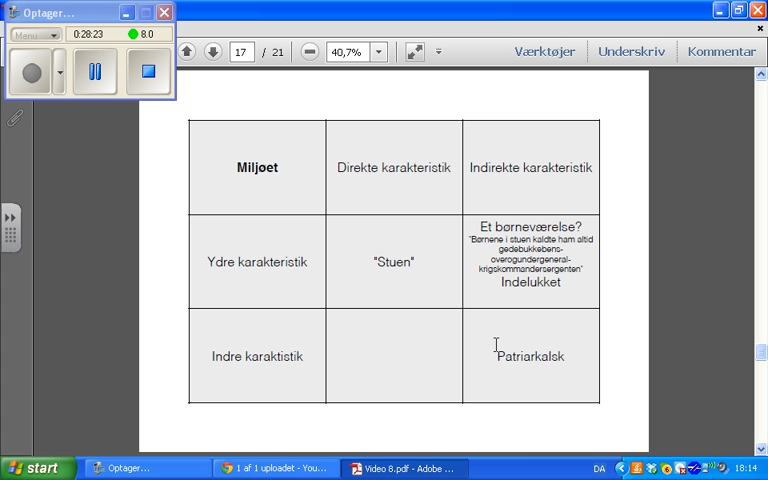 Optager...
Menu
0:28:23
8.0
17 / 21
40,7%
Værktøjer
Underskriv
Kommentar
Miljøet
Direkte karakteristik
Indirekte karakteristik
Ydre karakteristik
"Stuen"
Et børneværelse?
"Børnene i stuen kaldte ham altid
gedebukkebens-
overogundergeneral-
krigskommandersergenten"
Indelukket
Indre karaktistik
Patriarkalsk
start
Optager...
1 af 1 uploadet - You...
Video 8.pdf - Adobe ...
DA
18:14